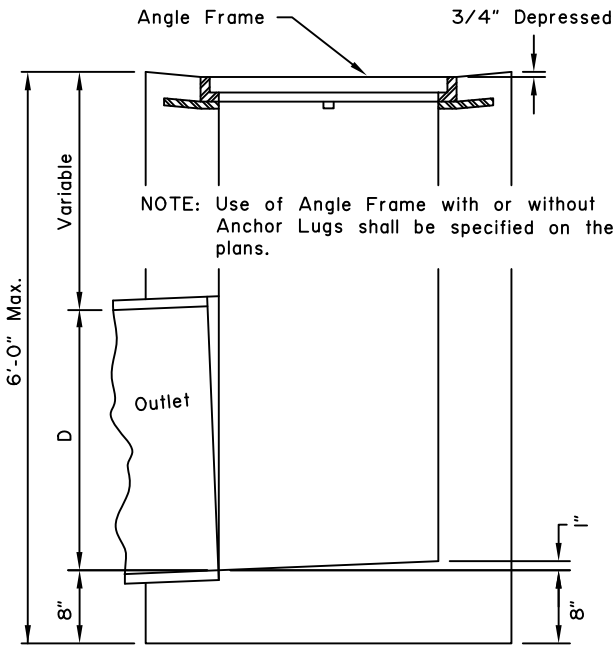 Angle Frame
3/4" Depressed
Variable
NOTE: Use of Angle Frame with or without
Anchor Lugs shall be specified on the
plans.
6'-0" Max.
Outlet
D
1"
8"
8"